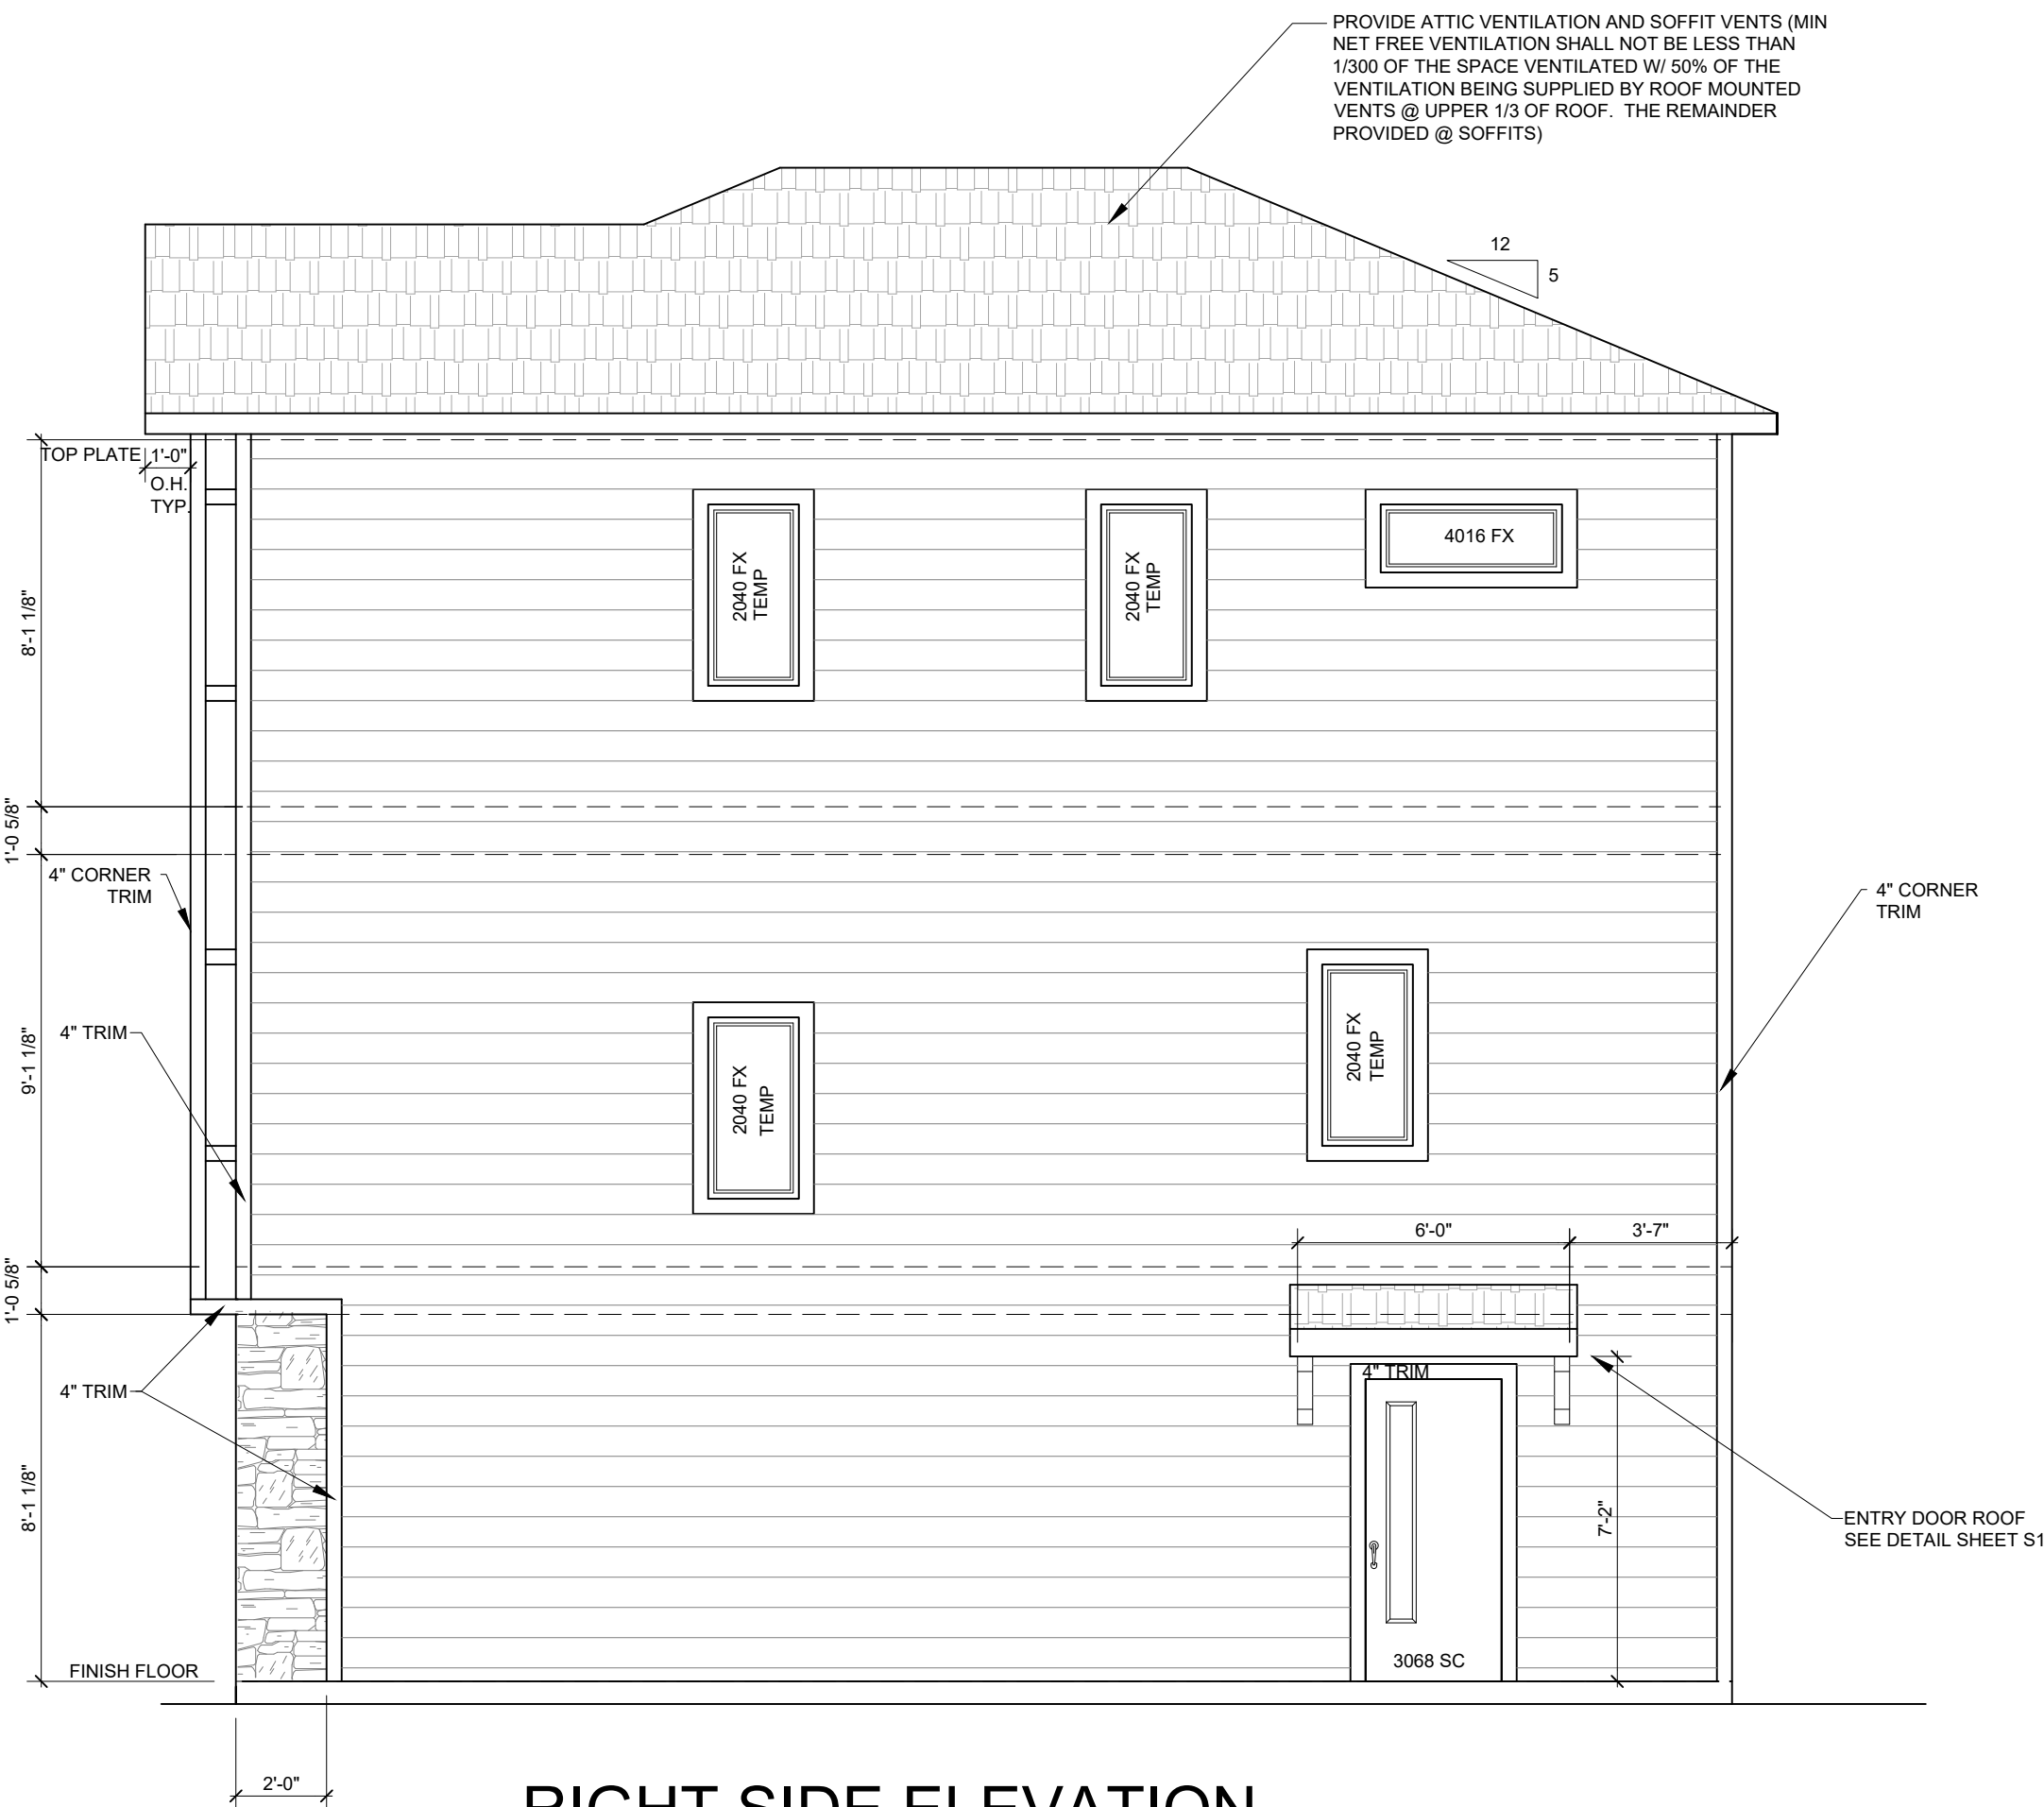 PROVIDE ATTIC VENTILATION AND SOFFIT VENTS (MIN
NET FREE VENTILATION SHALL NOT BE LESS THAN
1/300 OF THE SPACE VENTILATED W/ 50% OF THE
VENTILATION BEING SUPPLIED BY ROOF MOUNTED
VENTS @ UPPER 1/3 OF ROOF. THE REMAINDER
PROVIDED @ SOFFITS)
12
5
TOP PLATE
1'-0"
O.H.
TYP.
8'-1 1/8"
2040 FX
TEMP
2040 FX
TEMP
4016 FX
1'-0 5/8"
4" CORNER
TRIM
4" CORNER
TRIM
9'-1 1/8"
4" TRIM
2040 FX
TEMP
2040 FX
TEMP
6'-0"
3'-7"
1'-0 5/8"
4" TRIM
4" TRIM
8'-1 1/8"
7'-2"
ENTRY DOOR ROOF
SEE DETAIL SHEET S1
3068 SC
FINISH FLOOR
2'-0"
RIGHT SIDE ELEVATION